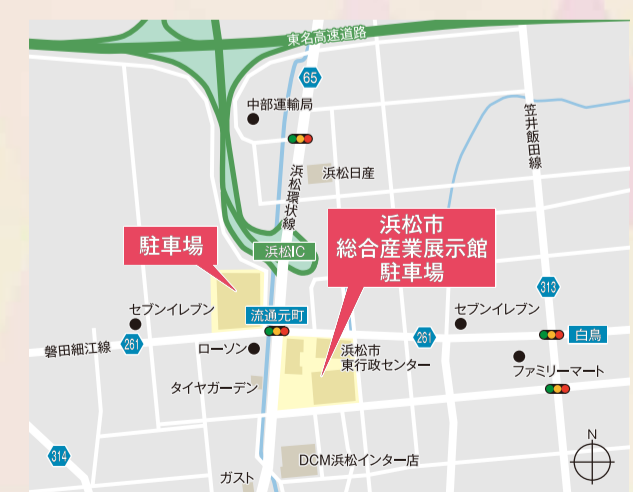 東名高速道路
65
中部運輸局
笠井飯田線
浜松環状線
浜松日産
浜松市
総合産業展示館
駐車場
駐車場
浜松IC
313
セブンイレブン
流通元町
セブンイレブン
白鳥
磐田細江線
261
ローソン
浜松市
東行政センター
261
ファミリーマート
タイヤガーデン
314
DCM浜松インター店
ガスト
N